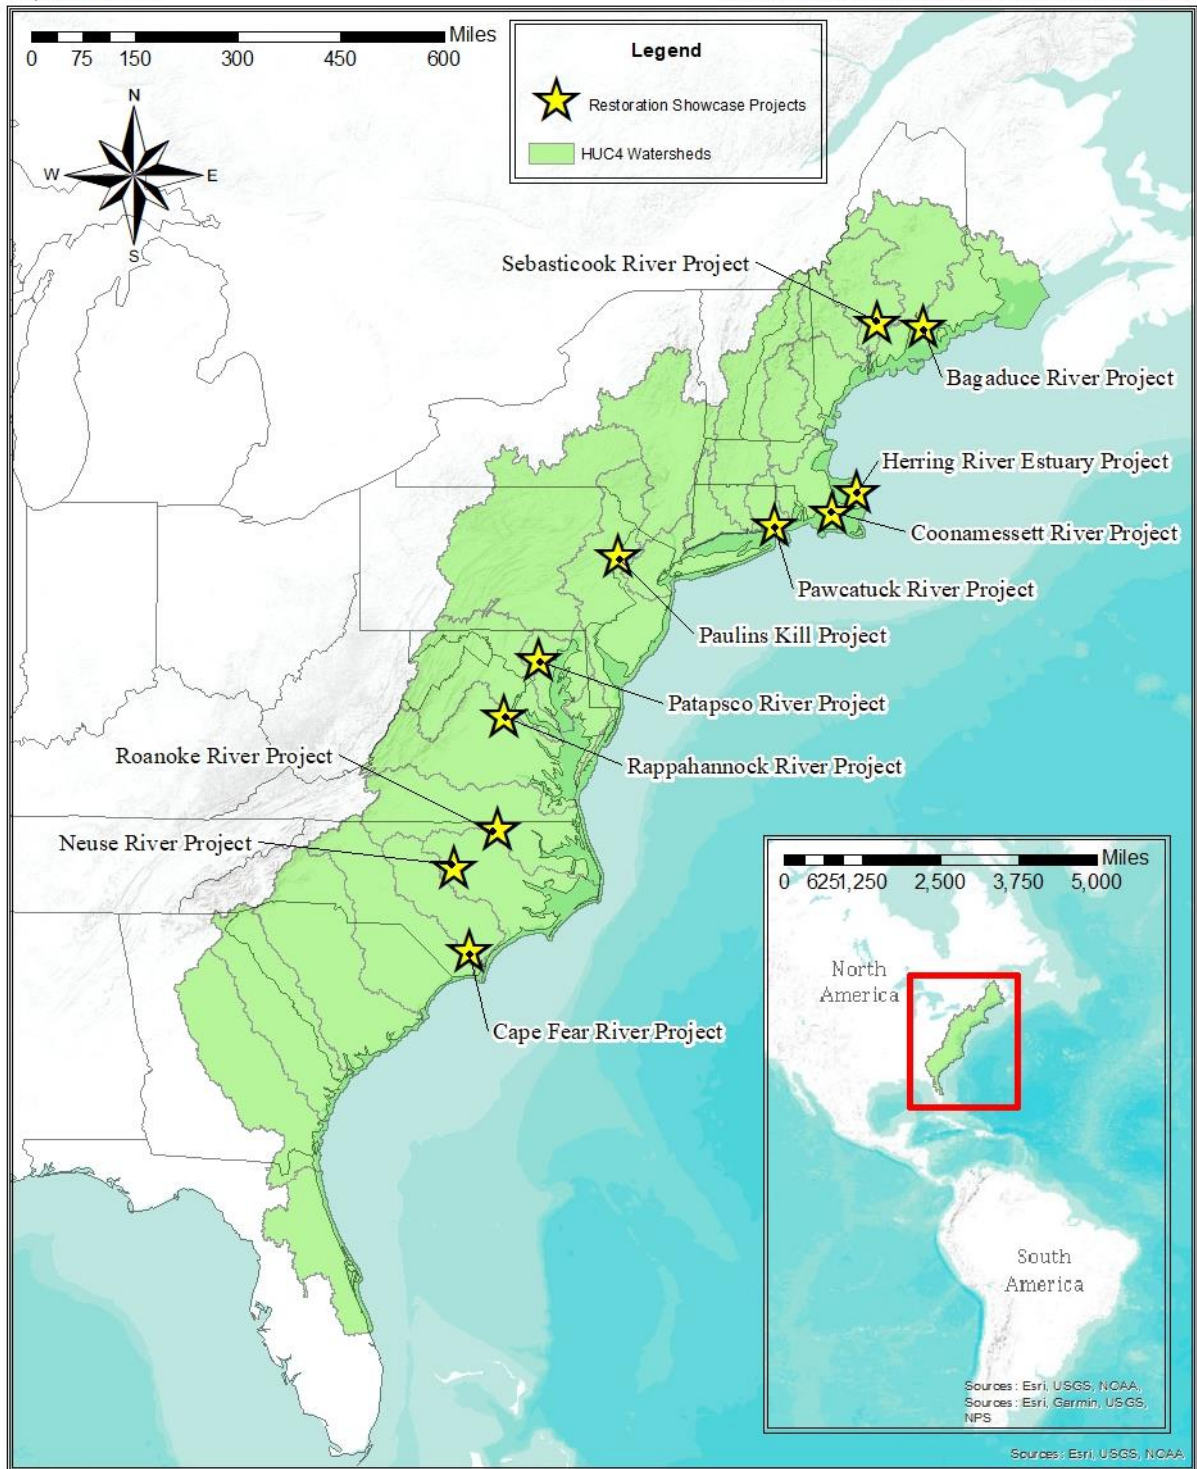 Miles
0 75 150 300 450 600
Legend
Restoration Showcase Projects
HUC4 Watersheds
N
W E
S
Sebasticook River Project
Bagaduce River Project
Herring River Estuary Project
Coonamessett River Project
Pawcatuck River Project
Paulins Kill Project
Patapsco River Project
Rappahannock River Project
Roanoke River Project
Neuse River Project
Cape Fear River Project
Miles
0 6251,250 2,500 3,750 5,000
North
America
South
America
Sources: Esri, USGS, NOAA,
Sources: Esri, Garmin, USGS,
NPS
Sources: Esri, USGS, NOAA